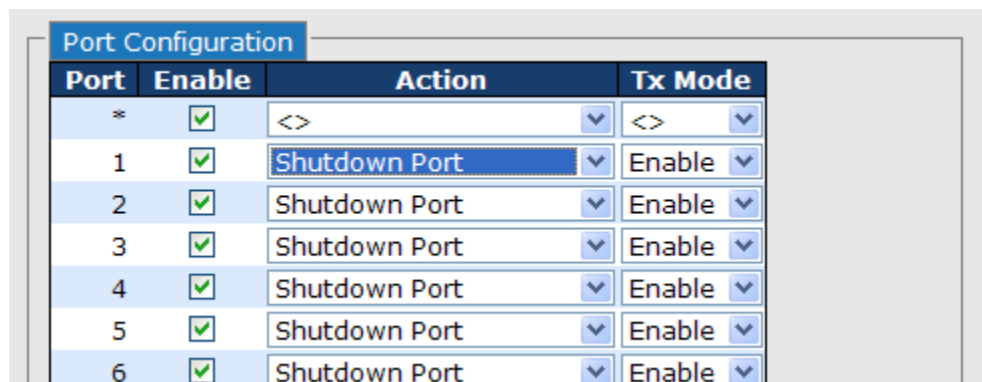 Port Configuration
Port Enable Action Tx Mode
* <> <>
1 Shutdown Port Enable
2 Shutdown Port Enable
3 Shutdown Port Enable
4 Shutdown Port Enable
5 Shutdown Port Enable
6 Shutdown Port Enable